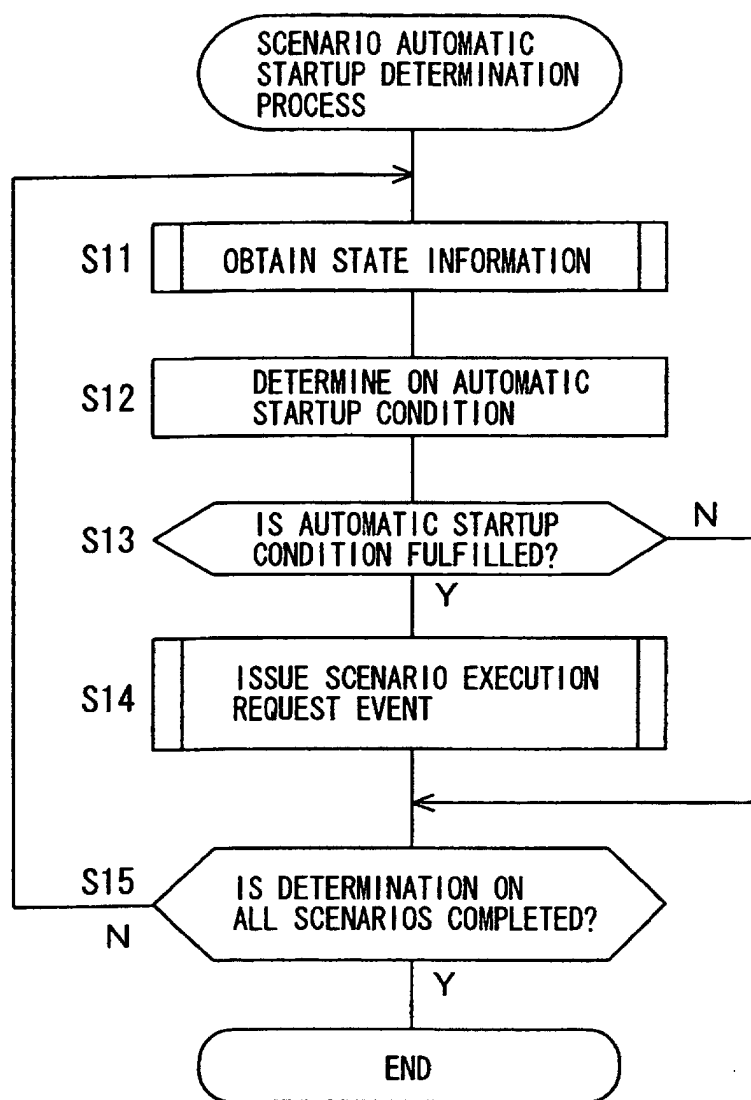 SCENARIO AUTOMATIC
STARTUP DETERMINATION
PROCESS
S11
OBTAIN STATE INFORMATION
S12
DETERMINE ON AUTOMATIC
STARTUP CONDITION
S13
IS AUTOMATIC STARTUP
CONDITION FULFILLED?
N
Y
S14
ISSUE SCENARIO EXECUTION
REQUEST EVENT
S15
IS DETERMINATION ON
ALL SCENARIOS COMPLETED?
N
Y
END